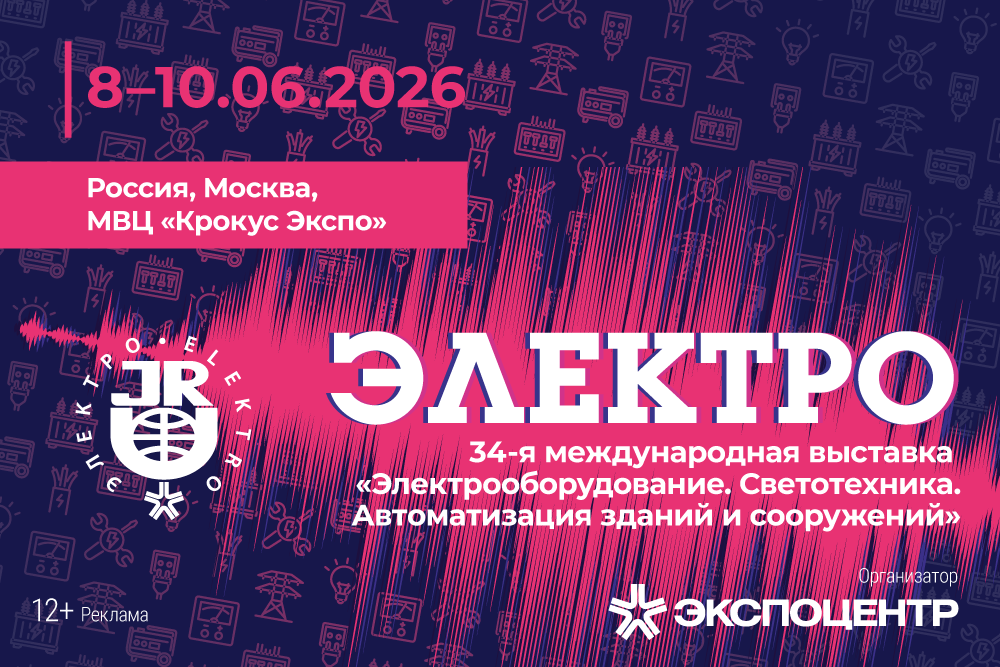 8–10.06.2026
Россия, Москва,
МВЦ «Крокус Экспо»
ЭЛЕКТРО • ELEKTRO
JR
U
ЭЛЕКТРО
34-я международная выставка
«Электрооборудование. Светотехника.
Автоматизация зданий и сооружений»
Организатор
ЭКСПОЦЕНТР
12+ Реклама